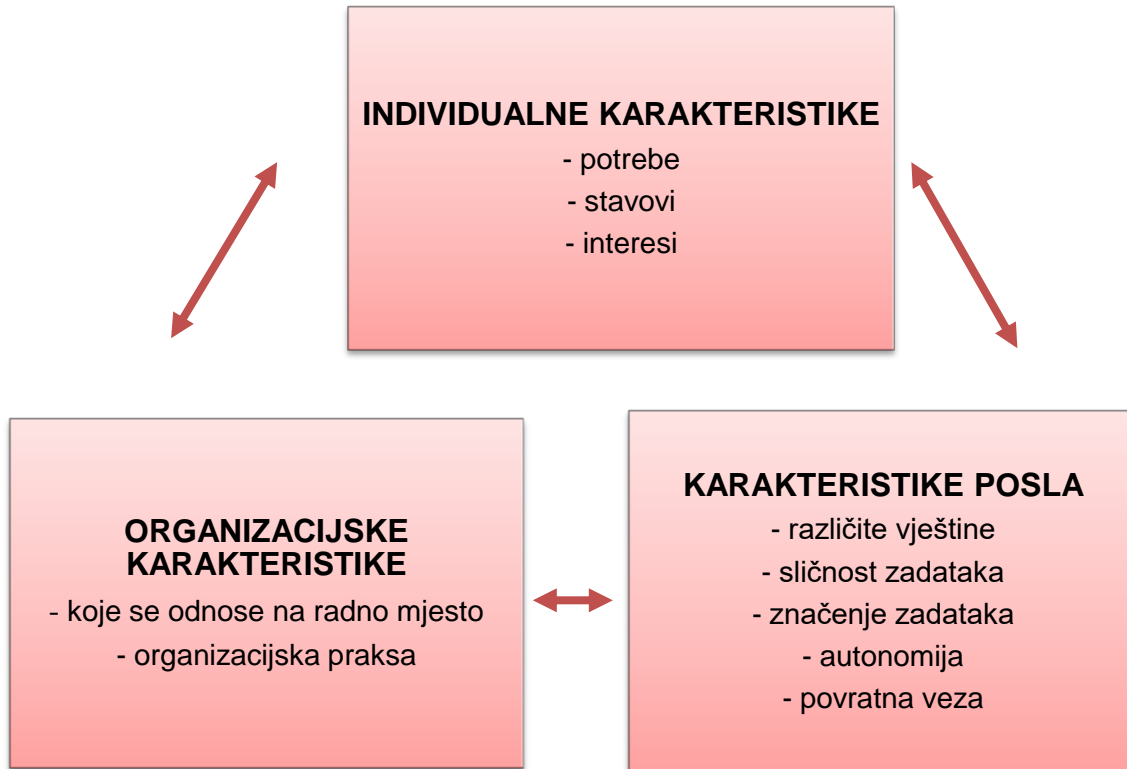 INDIVIDUALNE KARAKTERISTIKE
- potrebe
- stavovi
- interesi
ORGANIZACIJSKE
KARAKTERISTIKE
- koje se odnose na radno mjesto
- organizacijska praksa
KARAKTERISTIKE POSLA
- različite vještine
- sličnost zadataka
- značenje zadataka
- autonomija
- povratna veza